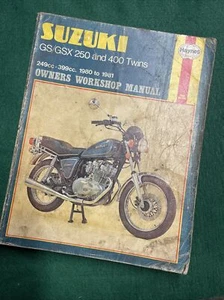 SUZUKI
GS/GSX 250 and 400 Twins
Haynes
249cc - 399cc. 1980 to 1981
OWNERS WORKSHOP MANUAL